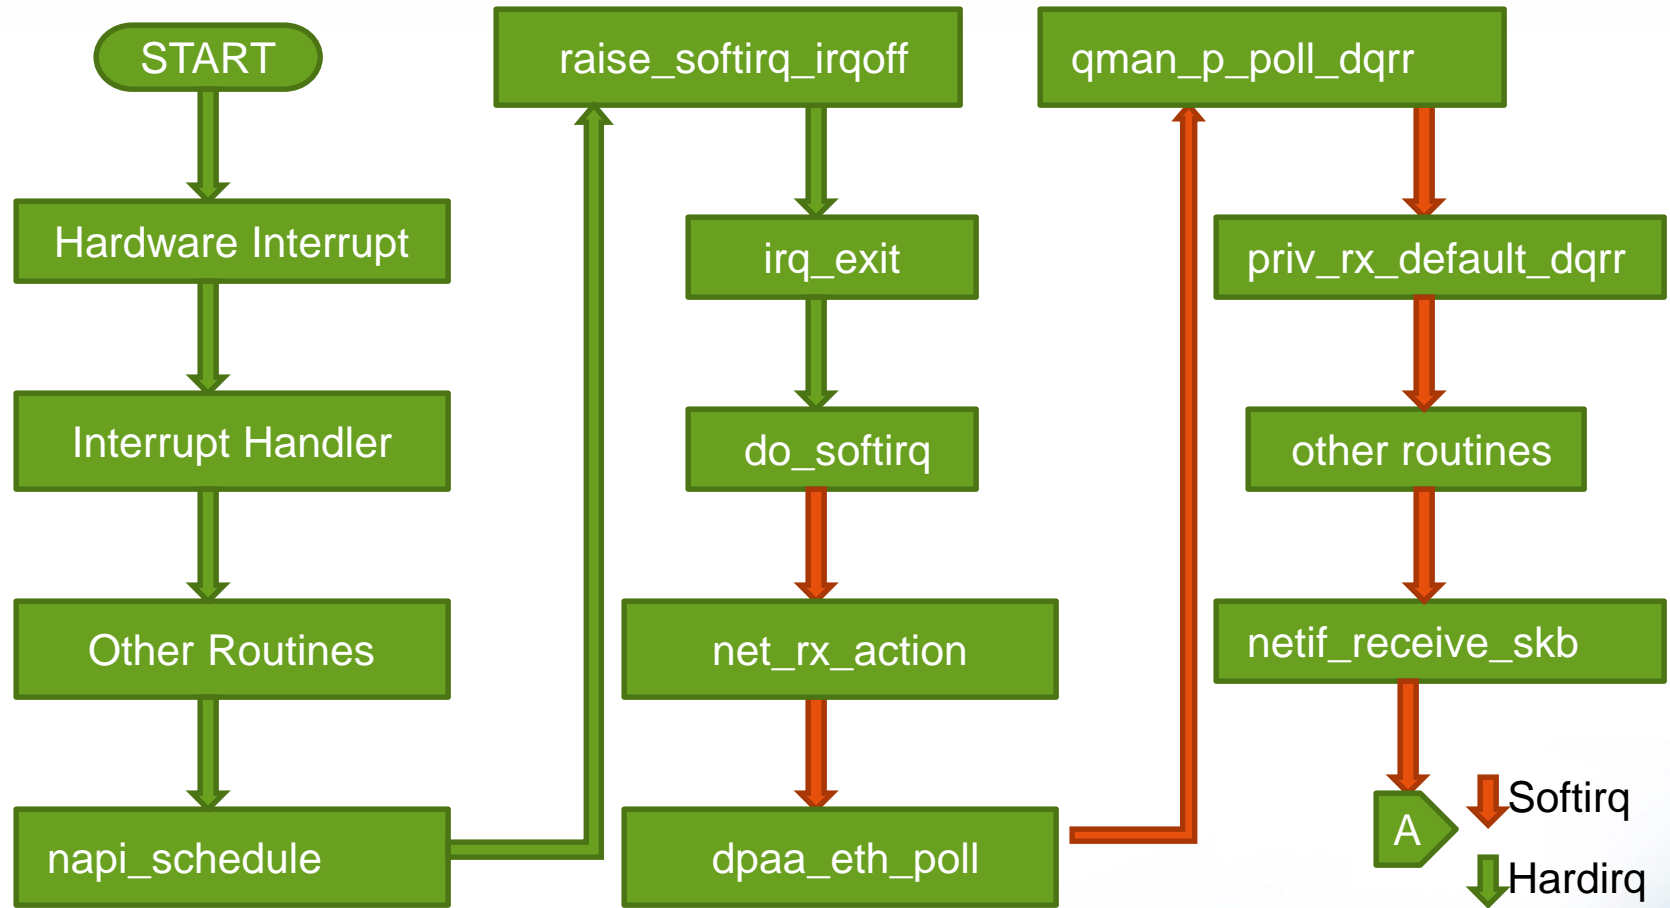 START
Hardware Interrupt
Interrupt Handler
Other Routines
napi_schedule
raise_softirq_irqoff
irq_exit
do_softirq
net_rx_action
dpaa_eth_poll
qman_p_poll_dqrr
priv_rx_default_dqrr
other routines
netif_receive_skb
A
Softirq
Hardirq